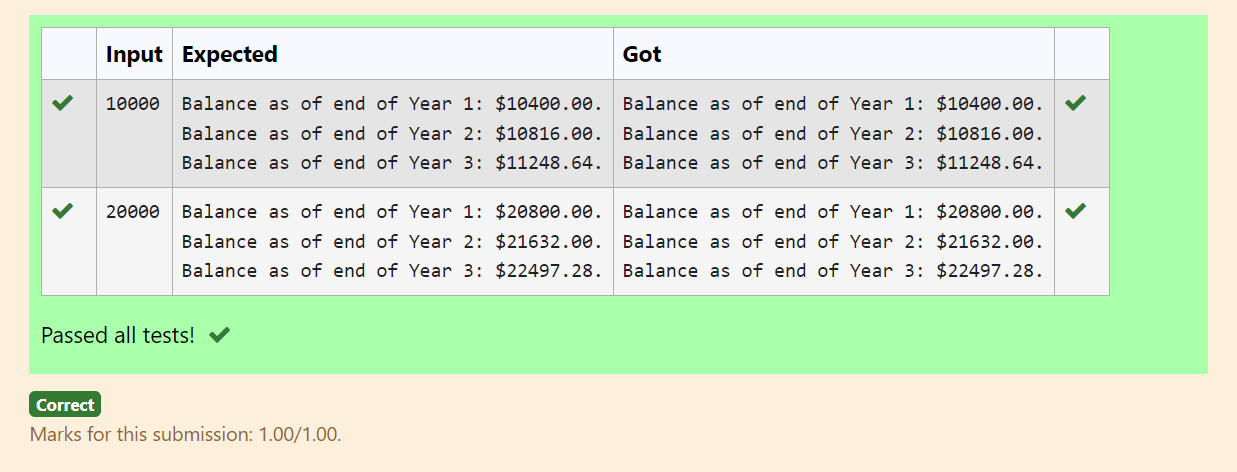 Input Expected Got
10000 Balance as of end of Year 1: $10400.00. Balance as of end of Year 1: $10400.00.
Balance as of end of Year 2: $10816.00. Balance as of end of Year 2: $10816.00.
Balance as of end of Year 3: $11248.64. Balance as of end of Year 3: $11248.64.
20000 Balance as of end of Year 1: $20800.00. Balance as of end of Year 1: $20800.00.
Balance as of end of Year 2: $21632.00. Balance as of end of Year 2: $21632.00.
Balance as of end of Year 3: $22497.28. Balance as of end of Year 3: $22497.28.
Passed all tests!
Correct
Marks for this submission: 1.00/1.00.